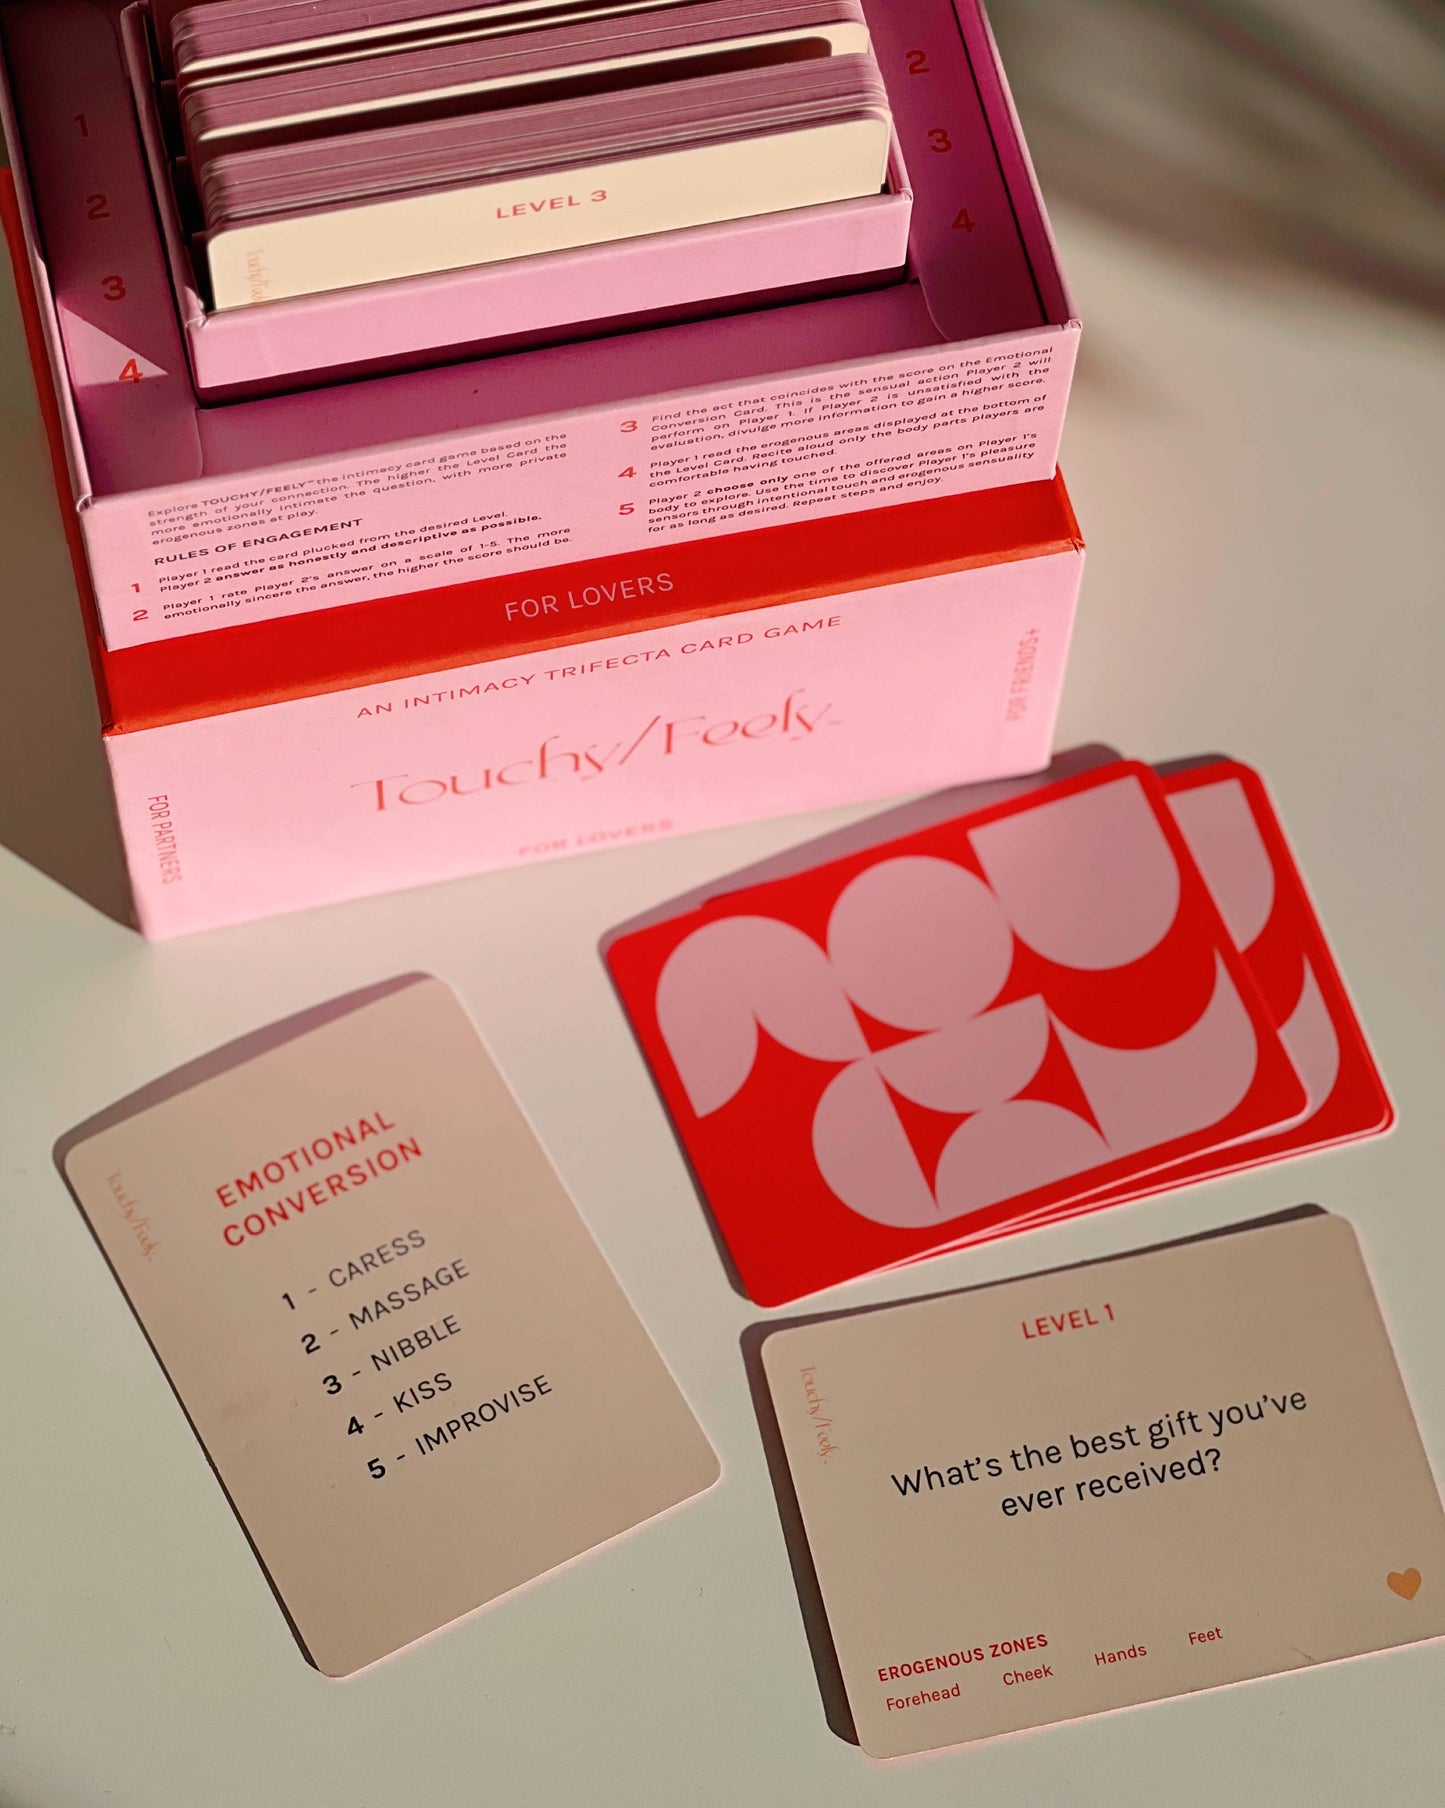 1
2
3
4
2
3
4
LEVEL 3
Touchy/Feely
Explore TOUCHY/FEELY™ the intimacy card game based on the
strength of your connection. The higher the Level Card the
more emotionally intimate the question, with more private
erogenous zones at play.
RULES OF ENGAGEMENT
1 Player 1 read the card plucked from the desired Level.
Player 2 answer as honestly and descriptive as possible.
2 Player 1 rate Player 2's answer on a scale of 1-5. The more
emotionally sincere the answer, the higher the score should be.
3 Find the act that coincides with the score on the Emotional
Conversion Card. This is the sensual action Player 2 will
perform on Player 1. If Player 2 is unsatisfied with the
evaluation, divulge more information to gain a higher score.
4 Player 1 read the erogenous areas displayed at the bottom of
the Level Card. Recite aloud only the body parts players are
comfortable having touched.
5 Player 2 choose only one of the offered areas on Player 1's
body to explore. Use the time to discover Player 1's pleasure
sensors through intentional touch and erogenous sensuality
for as long as desired. Repeat steps and enjoy.
FOR LOVERS
AN INTIMACY TRIFECTA CARD GAME
Touchy/Feely™
FOR LOVERS
FOR PARTNERS
FOR FRIENDS+
Touchy/Feely™
EMOTIONAL
CONVERSION
1 - CARESS
2 - MASSAGE
3 - NIBBLE
4 - KISS
5 - IMPROVISE
LEVEL 1
Touchy/Feely™
What's the best gift you've
ever received?
EROGENOUS ZONES
Forehead Cheek Hands Feet